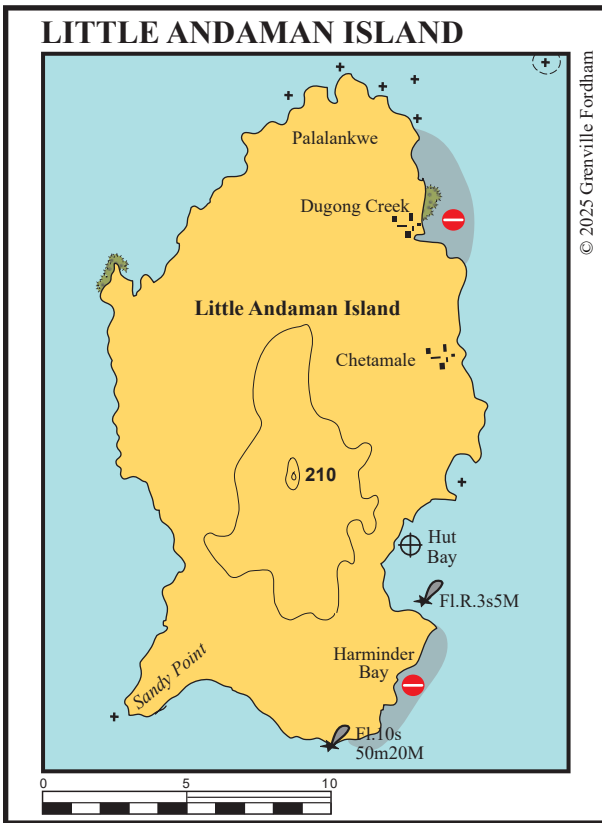 LITTLE ANDAMAN ISLAND
© 2025 Grenville Fordham
Palalankwe
Dugong Creek
Little Andaman Island
Chetamale
210
Hut
Bay
Fl.R.3s5M
Harminder
Bay
Sandy Point
Fl.10s
50m20M
0
5
10